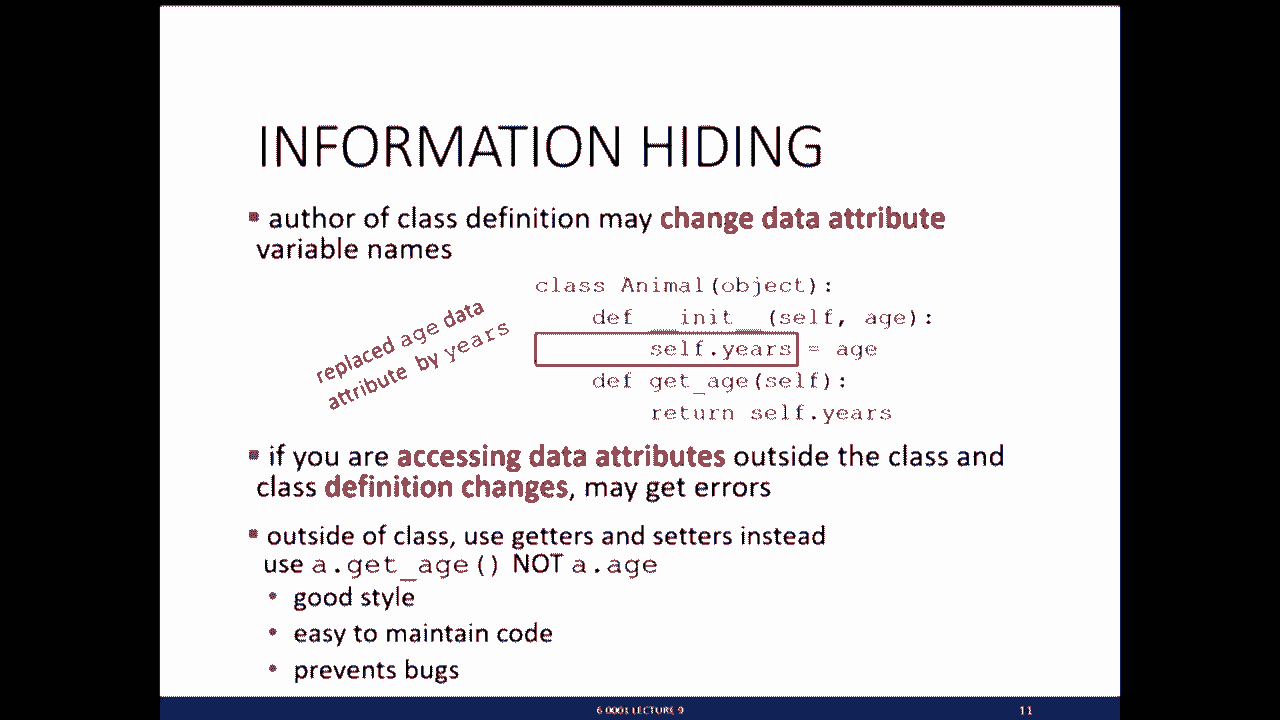 INFORMATION HIDING
▪ author of class definition may change data attribute
variable names
class Animal(object):
def __init__(self, age):
self.years = age
def get_age(self):
return self.years
replaced age data
attribute by years
▪ if you are accessing data attributes outside the class and
class definition changes, may get errors
▪ outside of class, use getters and setters instead
use a.get_age() NOT a.age
• good style
• easy to maintain code
• prevents bugs
6 0001 LECTURE 9
11